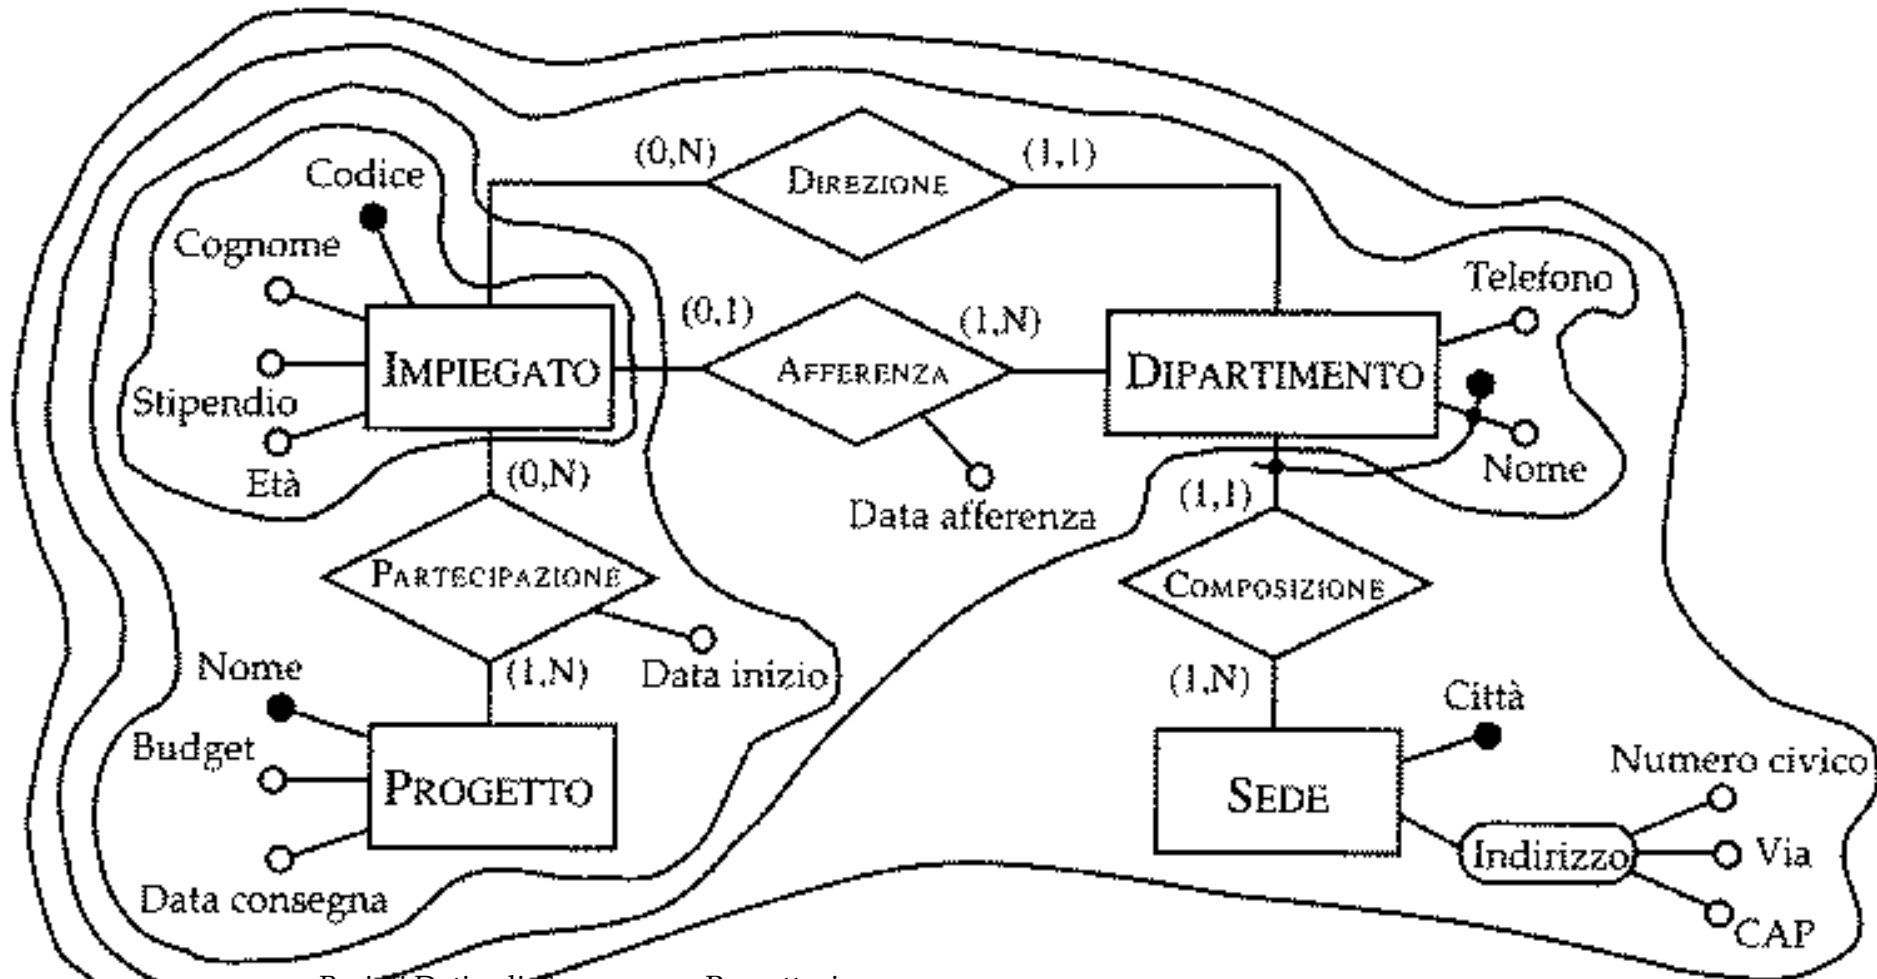 Codice
(0,N)
DIREZIONE
(1,1)
Cognome
Telefono
(0,1)
(1,N)
IMPIEGATO
AFFERENZA
DIPARTIMENTO
Stipendio
Età
(0,N)
Data afferenza
(1,1)
Nome
PARTECIPAZIONE
COMPOSIZIONE
Nome
(1,N)
Data inizio
(1,N)
Città
Budget
PROGETTO
SEDE
Numero civico
Indirizzo
Via
Data consegna
CAP